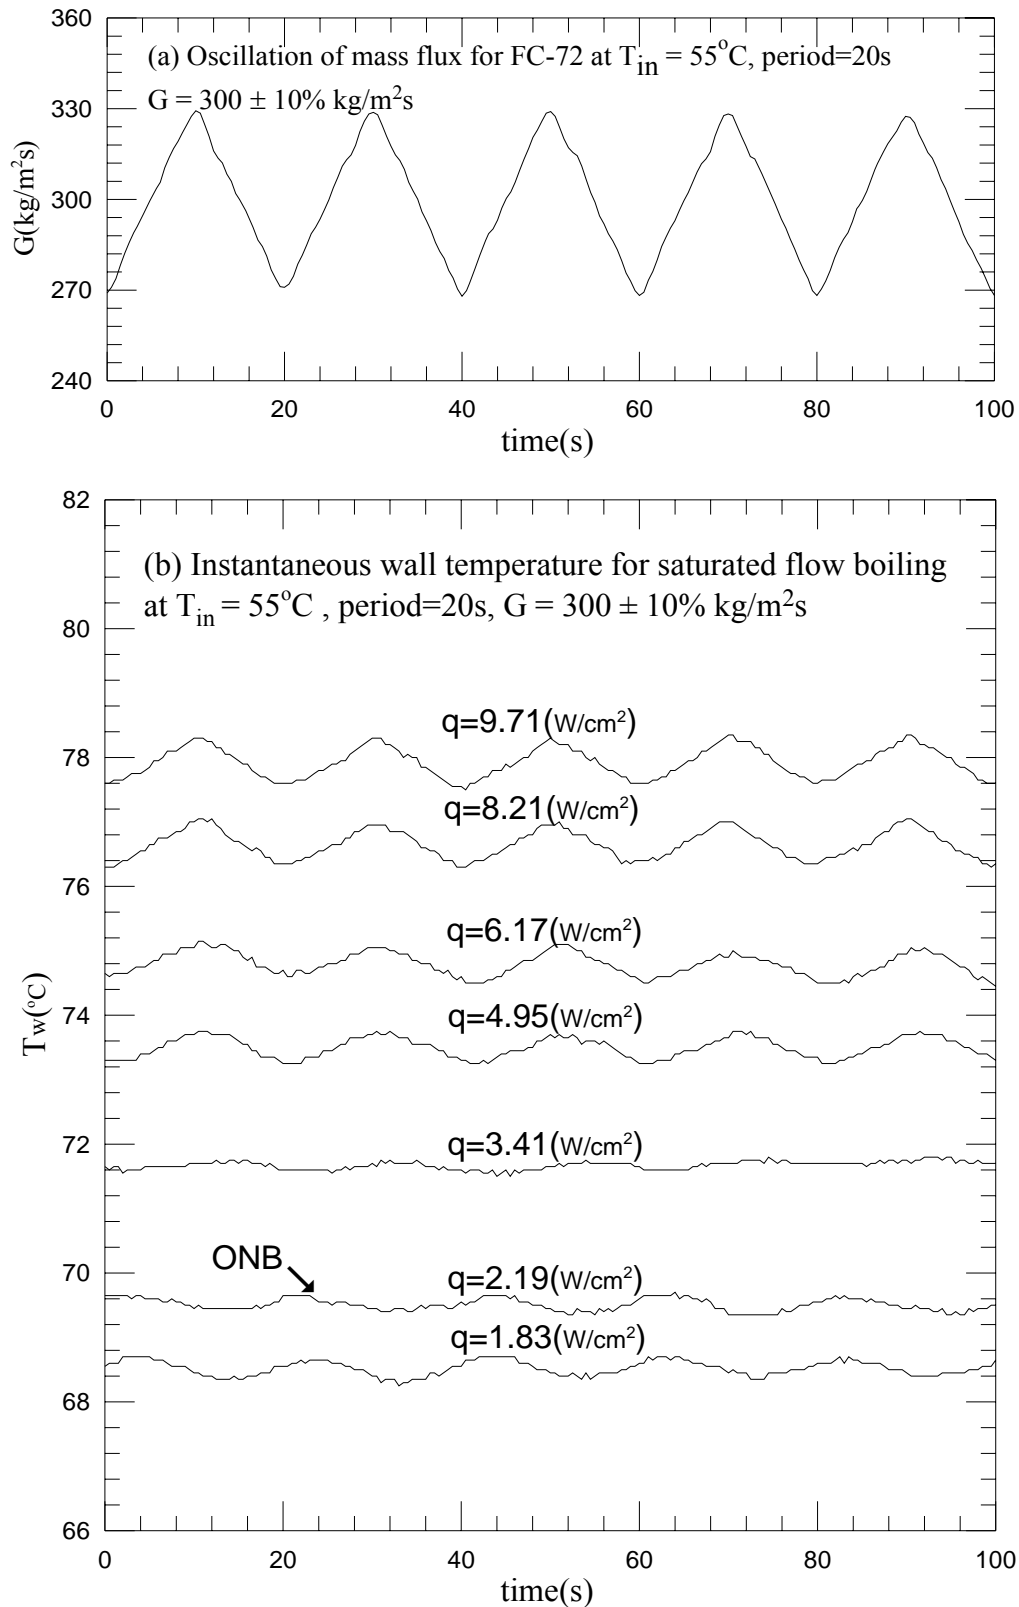 360
330
300
270
240
G(kg/m²s)
(a) Oscillation of mass flux for FC-72 at Tin = 55°C, period=20s
G = 300 ± 10% kg/m²s
0 20 40 60 80 100
time(s)
82
80
78
76
74
72
70
68
66
Tw(°C)
(b) Instantaneous wall temperature for saturated flow boiling
at Tin = 55°C , period=20s, G = 300 ± 10% kg/m²s
q=9.71(W/cm²)
q=8.21(W/cm²)
q=6.17(W/cm²)
q=4.95(W/cm²)
q=3.41(W/cm²)
ONB
q=2.19(W/cm²)
q=1.83(W/cm²)
0 20 40 60 80 100
time(s)